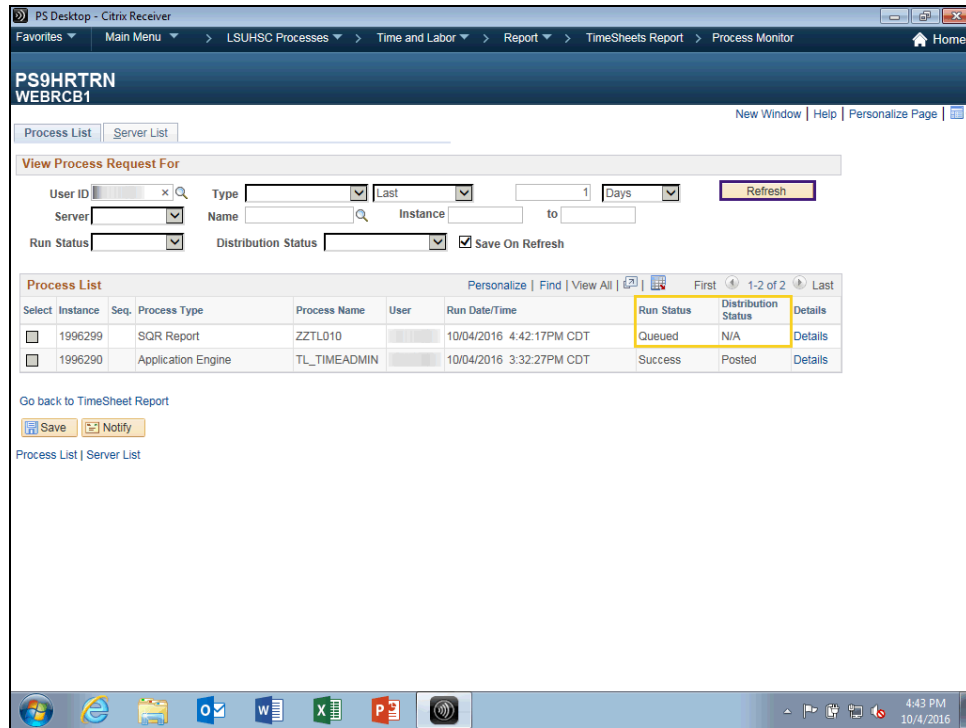 PS Desktop - Citrix Receiver
Favorites Main Menu > LSUHSC Processes > Time and Labor > Report > TimeSheets Report > Process Monitor Home
PS9HRTRN
WEBRCB1
New Window | Help | Personalize Page |
Process List Server List
View Process Request For
User ID × Type Last 1 Days Refresh
Server Name Instance to
Run Status Distribution Status Save On Refresh
Process List Personalize | Find | View All | | First 1-2 of 2 Last
Select Instance Seq. Process Type Process Name User Run Date/Time Run Status Distribution Status Details
1996299 SQR Report ZZTL010 10/04/2016 4:42:17PM CDT Queued N/A Details
1996290 Application Engine TL_TIMEADMIN 10/04/2016 3:32:27PM CDT Success Posted Details
Go back to TimeSheet Report
Save Notify
Process List | Server List
4:43 PM
10/4/2016